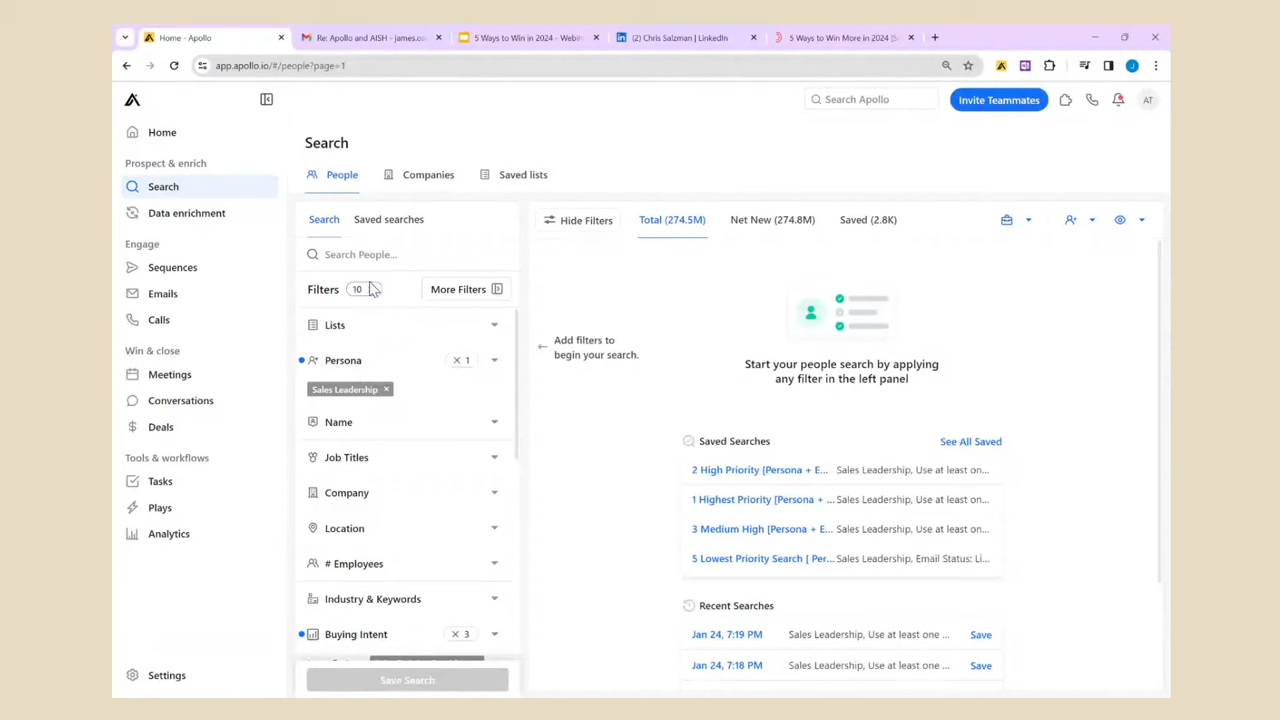 Home - Apollo
Re: Apollo and AISH - james.os
5 Ways to Win in 2024 - Webin
(2) Chris Salzman | LinkedIn
5 Ways to Win More in 2024 [S
app.apollo.io/#/people?page=1
Search Apollo
Invite Teammates
AT
Home
Prospect & enrich
Search
Data enrichment
Engage
Sequences
Emails
Calls
Win & close
Meetings
Conversations
Deals
Tools & workflows
Tasks
Plays
Analytics
Settings
Search
People
Companies
Saved lists
Search
Saved searches
Search People...
Filters 10
More Filters
Lists
Persona
× 1
Sales Leadership ×
Name
Job Titles
Company
Location
# Employees
Industry & Keywords
Buying Intent
× 3
Save Search
Hide Filters
Total (274.5M)
Net New (274.8M)
Saved (2.8K)
Add filters to
begin your search.
Start your people search by applying
any filter in the left panel
Saved Searches
See All Saved
2 High Priority [Persona + E... Sales Leadership, Use at least on...
1 Highest Priority [Persona + ... Sales Leadership, Use at least on...
3 Medium High [Persona + E... Sales Leadership, Use at least on...
5 Lowest Priority Search [ Per... Sales Leadership, Email Status: Li...
Recent Searches
Jan 24, 7:19 PM Sales Leadership, Use at least one ... Save
Jan 24, 7:18 PM Sales Leadership, Use at least one ... Save